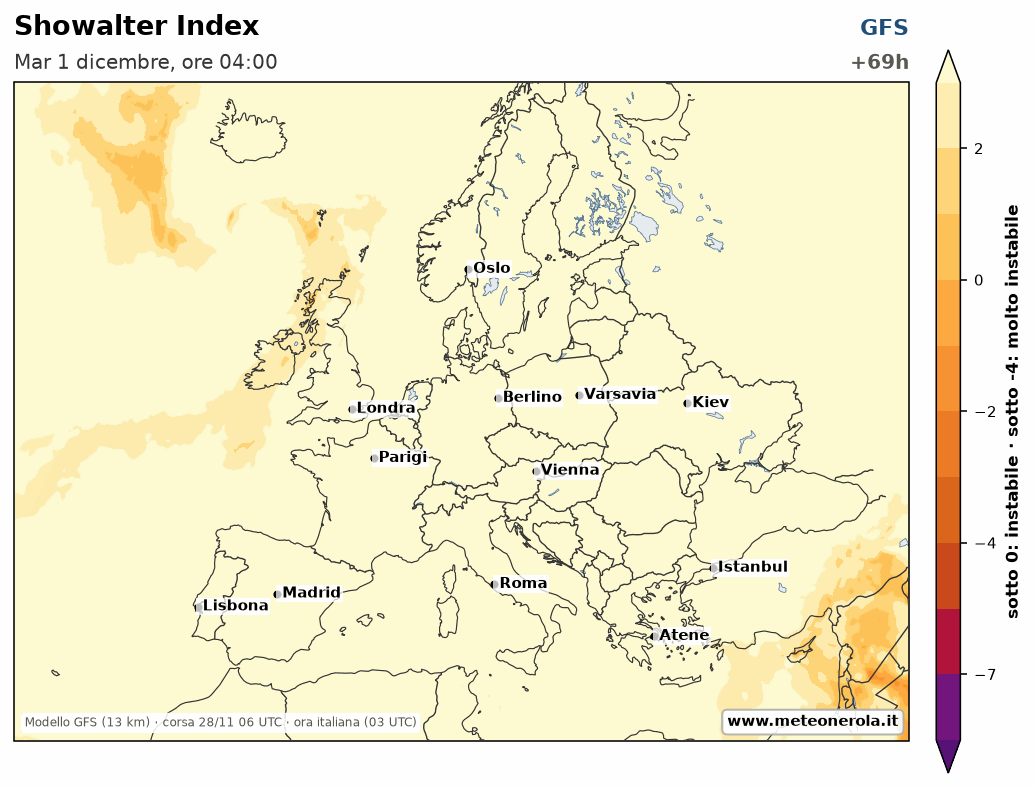 Showalter Index
GFS
Mar 1 dicembre, ore 04:00
+69h
Oslo
Londra
Berlino
Varsavia
Kiev
Parigi
Vienna
Istanbul
Roma
Madrid
Lisbona
Atene
Modello GFS (13 km) · corsa 28/11 06 UTC · ora italiana (03 UTC)
www.meteonerola.it
2
0
−2
−4
−7
sotto 0: instabile · sotto -4: molto instabile